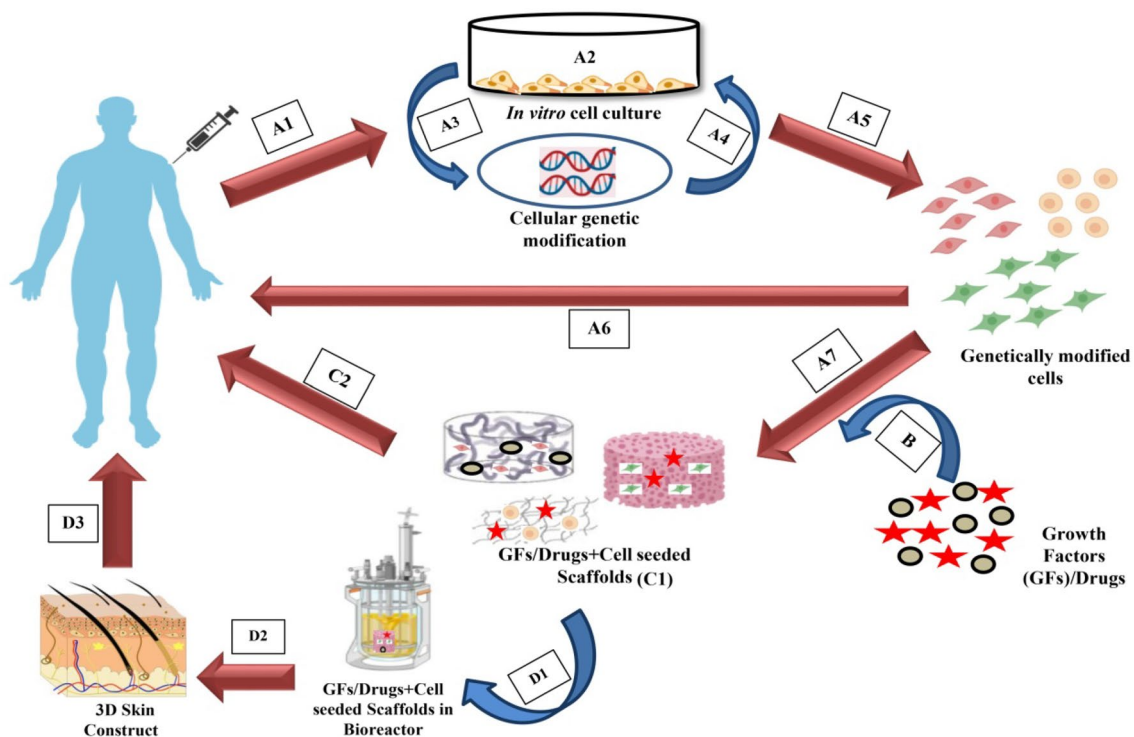 A2
In vitro cell culture
A1
A3
A4
A5
Cellular genetic
modification
A6
Genetically modified
cells
A7
C2
B
Growth
Factors
(GFs)/Drugs
GFs/Drugs+Cell seeded
Scaffolds (C1)
D3
D2
D1
3D Skin
Construct
GFs/Drugs+Cell
seeded Scaffolds in
Bioreactor